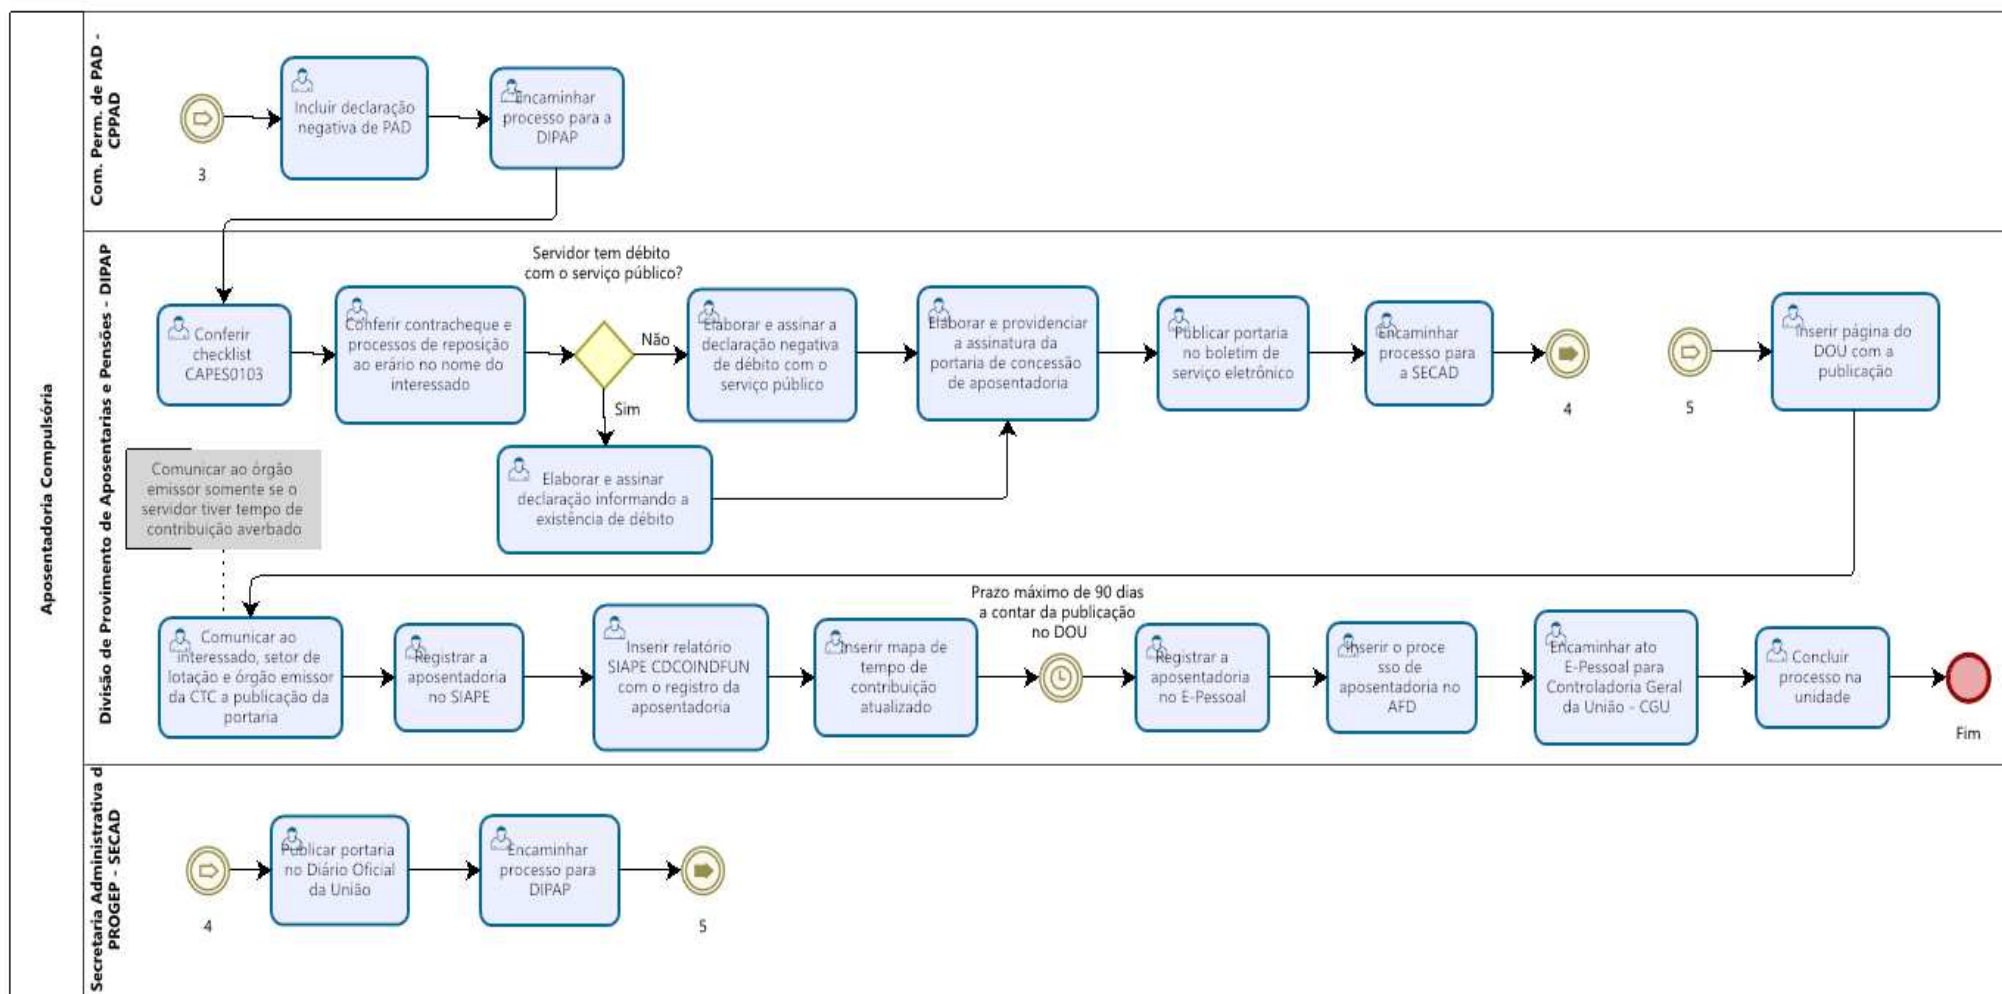 Aposentadoria Compulsória
Com. Perm. de PAD -
CPPAD
3
Incluir declaração
negativa de PAD
Encaminhar
processo para a
DIPAP
Divisão de Provimento de Aposentarias e Pensões - DIPAP
Conferir
checklist
CAPES0103
Conferir contracheque e
processos de reposição
ao erário no nome do
interessado
Servidor tem débito
com o serviço público?
Não
Sim
Elaborar e assinar a
declaração negativa
de débito com o
serviço público
Elaborar e assinar
declaração informando a
existência de débito
Elaborar e providenciar
a assinatura da
portaria de concessão
de aposentadoria
Publicar portaria
no boletim de
serviço eletrônico
Encaminhar
processo para
a SECAD
4
5
Inserir página do
DOU com a
publicação
Comunicar ao órgão
emissor somente se o
servidor tiver tempo de
contribuição averbado
Comunicar ao
interessado, setor de
lotação e órgão emissor
da CTC a publicação da
portaria
Registrar a
aposentadoria
no SIAPE
Inserir relatório
SIAPE CDCOINDFUN
com o registro da
aposentadoria
Inserir mapa de
tempo de
contribuição
atualizado
Prazo máximo de 90 dias
a contar da publicação
no DOU
Registrar a
aposentadoria
no E-Pessoal
Inserir o proce
sso de
aposentadoria no
AFD
Encaminhar ato
E-Pessoal para
Controladoria Geral
da União - CGU
Concluir
processo na
unidade
Fim
Secretaria Administrativa d
PROGEP - SECAD
4
Publicar portaria
no Diário Oficial
da União
Encaminhar
processo para
DIPAP
5